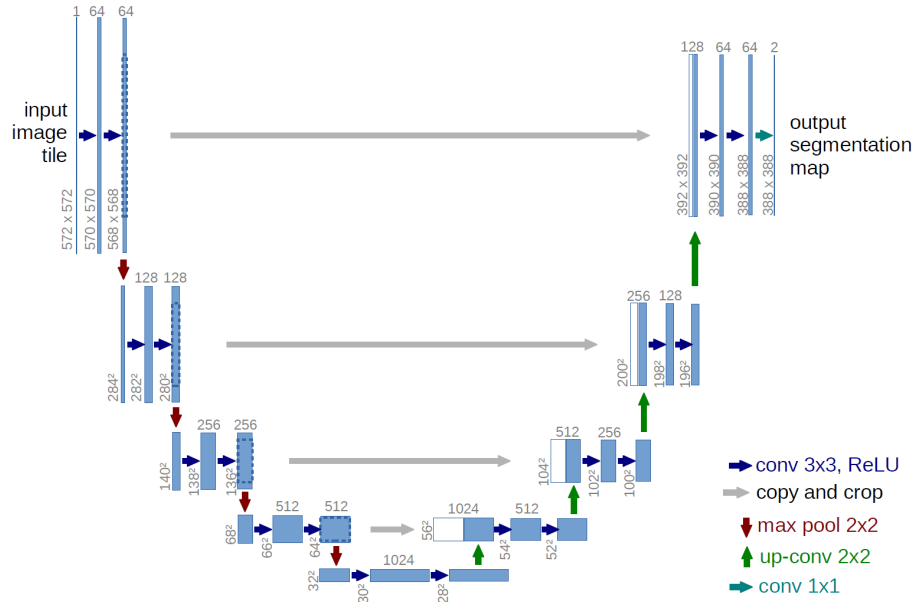 1 64 64
input
image
tile
572 x 572
570 x 570
568 x 568
128 64 64 2
output
segmentation
map
392 x 392
390 x 390
388 x 388
388 x 388
128 128
284²
282²
280²
256 128
200²
198²
196²
256 256
140²
138²
136²
512 256
104²
102²
100²
512 512
68²
66²
64²
1024 512
56²
54²
52²
1024
32²
30²
28²
conv 3x3, ReLU
copy and crop
max pool 2x2
up-conv 2x2
conv 1x1